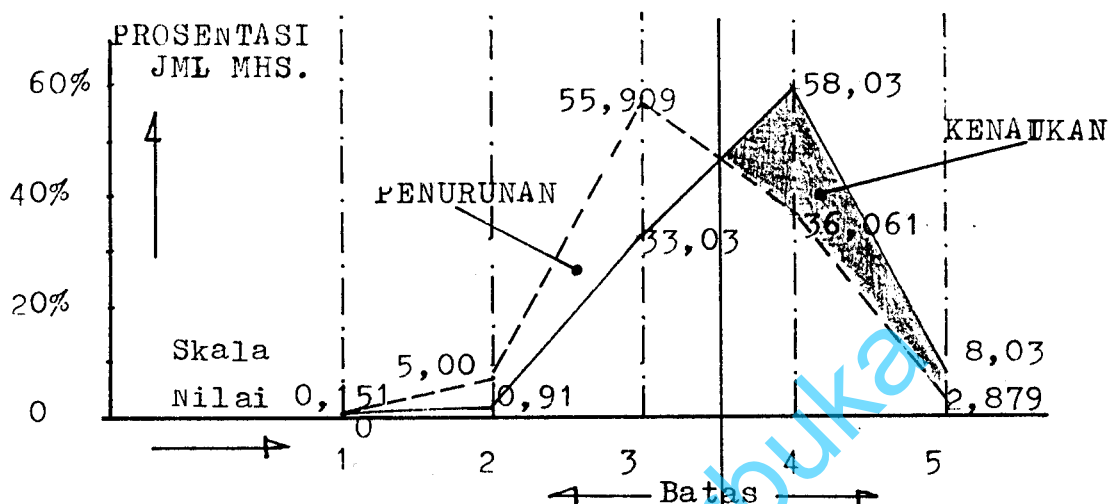 PROSENTASI
JML MHS.
60%
58,03
55,909
KENAIKAN
40%
PENURUNAN
36,061
33,03
20%
Skala
5,00
8,03
Nilai
0,151
0,91
2,879
0
0
1
2
3
4
5
Batas
buka